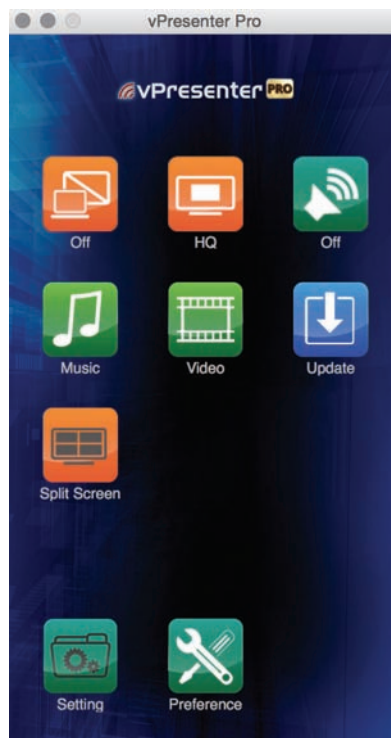 vPresenter Pro
vPresenter PRO
Off
HQ
Off
Music
Video
Update
Split Screen
Setting
Preference